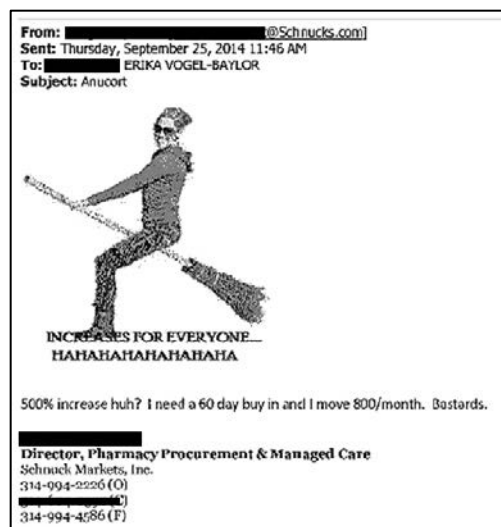 From: @Schnucks.com]
Sent: Thursday, September 25, 2014 11:46 AM
To: ERIKA VOGEL-BAYLOR
Subject: Anucort
INCREASES FOR EVERYONE....
HAHAHAHAHAHAHAHA
500% increase huh? I need a 60 day buy in and I move 800/month. Bastards.
Director, Pharmacy Procurement & Managed Care
Schnuck Markets, Inc.
314-994-2226 (O)
(C)
314-994-4586 (F)